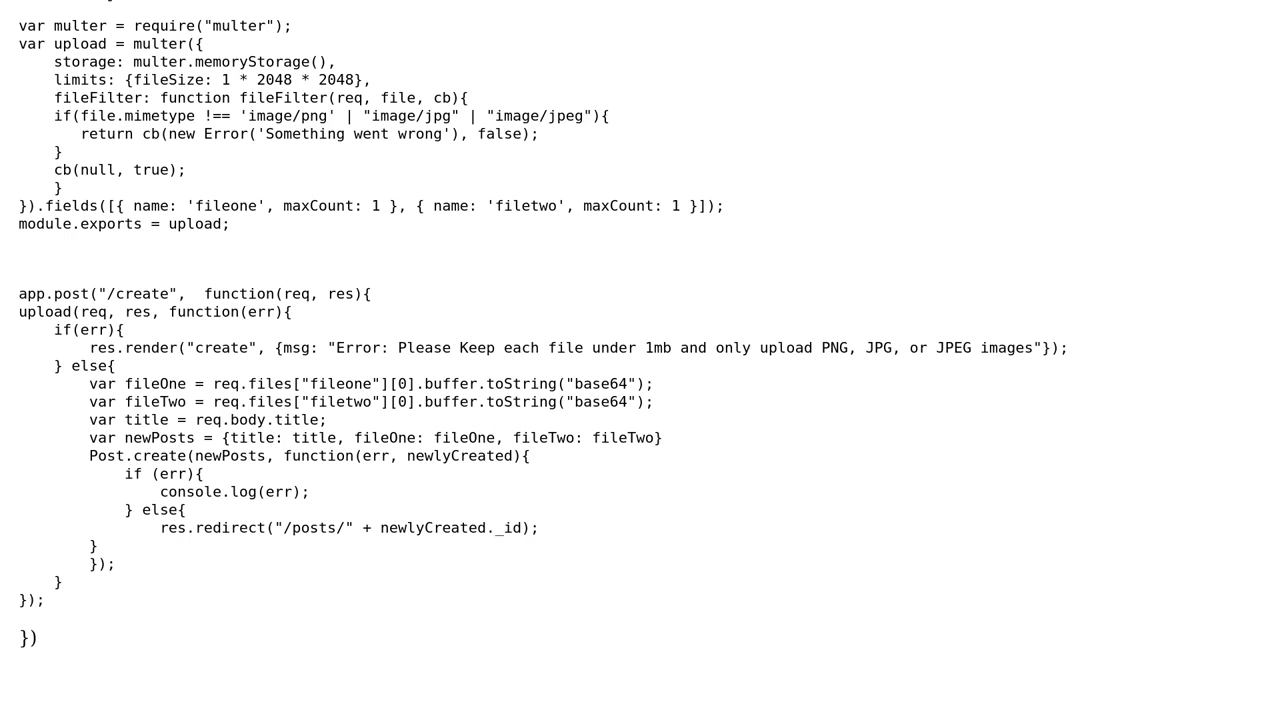 var multer = require("multer");
var upload = multer({
    storage: multer.memoryStorage(),
    limits: {fileSize: 1 * 2048 * 2048},
    fileFilter: function fileFilter(req, file, cb){
    if(file.mimetype !== 'image/png' | "image/jpg" | "image/jpeg"){
       return cb(new Error('Something went wrong'), false);
    }
    cb(null, true);
    }
}).fields([{ name: 'fileone', maxCount: 1 }, { name: 'filetwo', maxCount: 1 }]);
module.exports = upload;
app.post("/create",  function(req, res){
upload(req, res, function(err){
    if(err){
        res.render("create", {msg: "Error: Please Keep each file under 1mb and only upload PNG, JPG, or JPEG images"});
    } else{
        var fileOne = req.files["fileone"][0].buffer.toString("base64");
        var fileTwo = req.files["filetwo"][0].buffer.toString("base64");
        var title = req.body.title;
        var newPosts = {title: title, fileOne: fileOne, fileTwo: fileTwo}
        Post.create(newPosts, function(err, newlyCreated){
            if (err){
                console.log(err);
            } else{
                res.redirect("/posts/" + newlyCreated._id);
        }
        });
    }
});
})